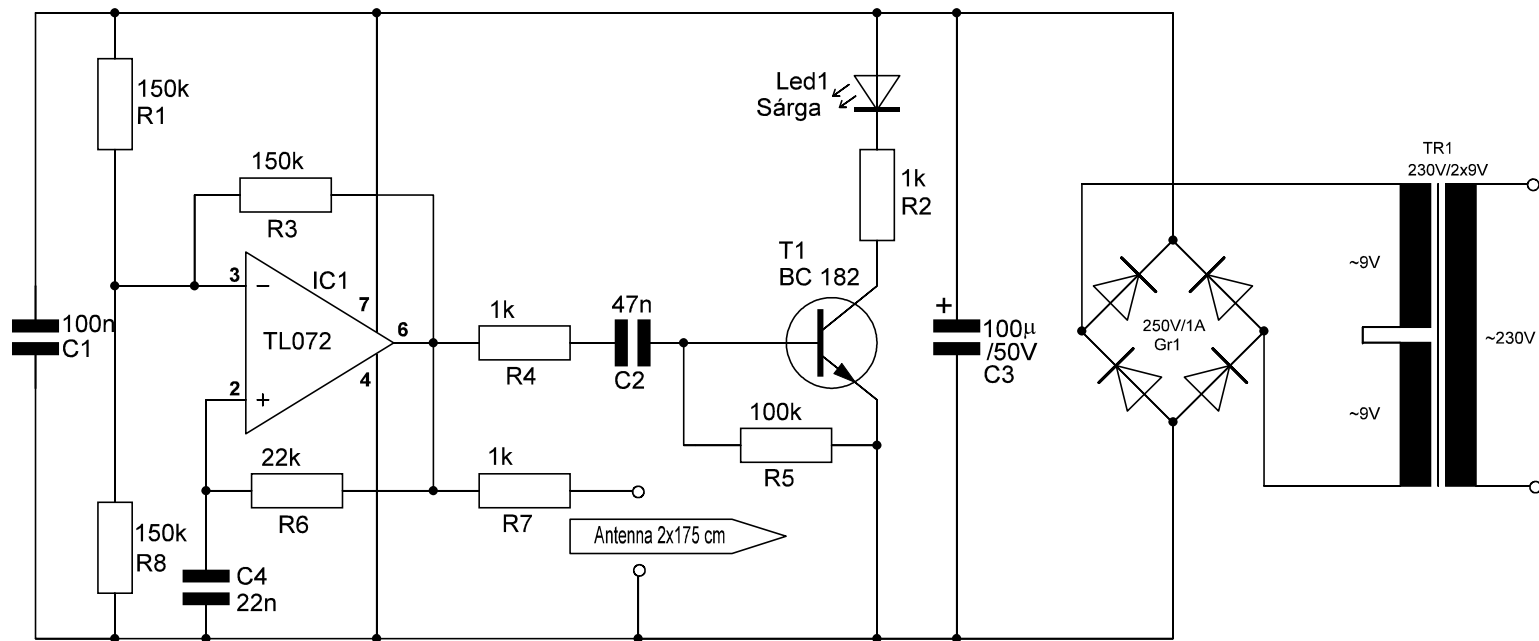 150k
R1
150k
R3
3
−
IC1
7
TL072
6
4
2
+
100n
C1
22k
R6
150k
R8
C4
22n
1k
R4
47n
C2
1k
R7
Antenna 2x175 cm
Led1
Sárga
1k
R2
T1
BC 182
100k
R5
+
100µ
/50V
C3
250V/1A
Gr1
TR1
230V/2x9V
~9V
~9V
~230V